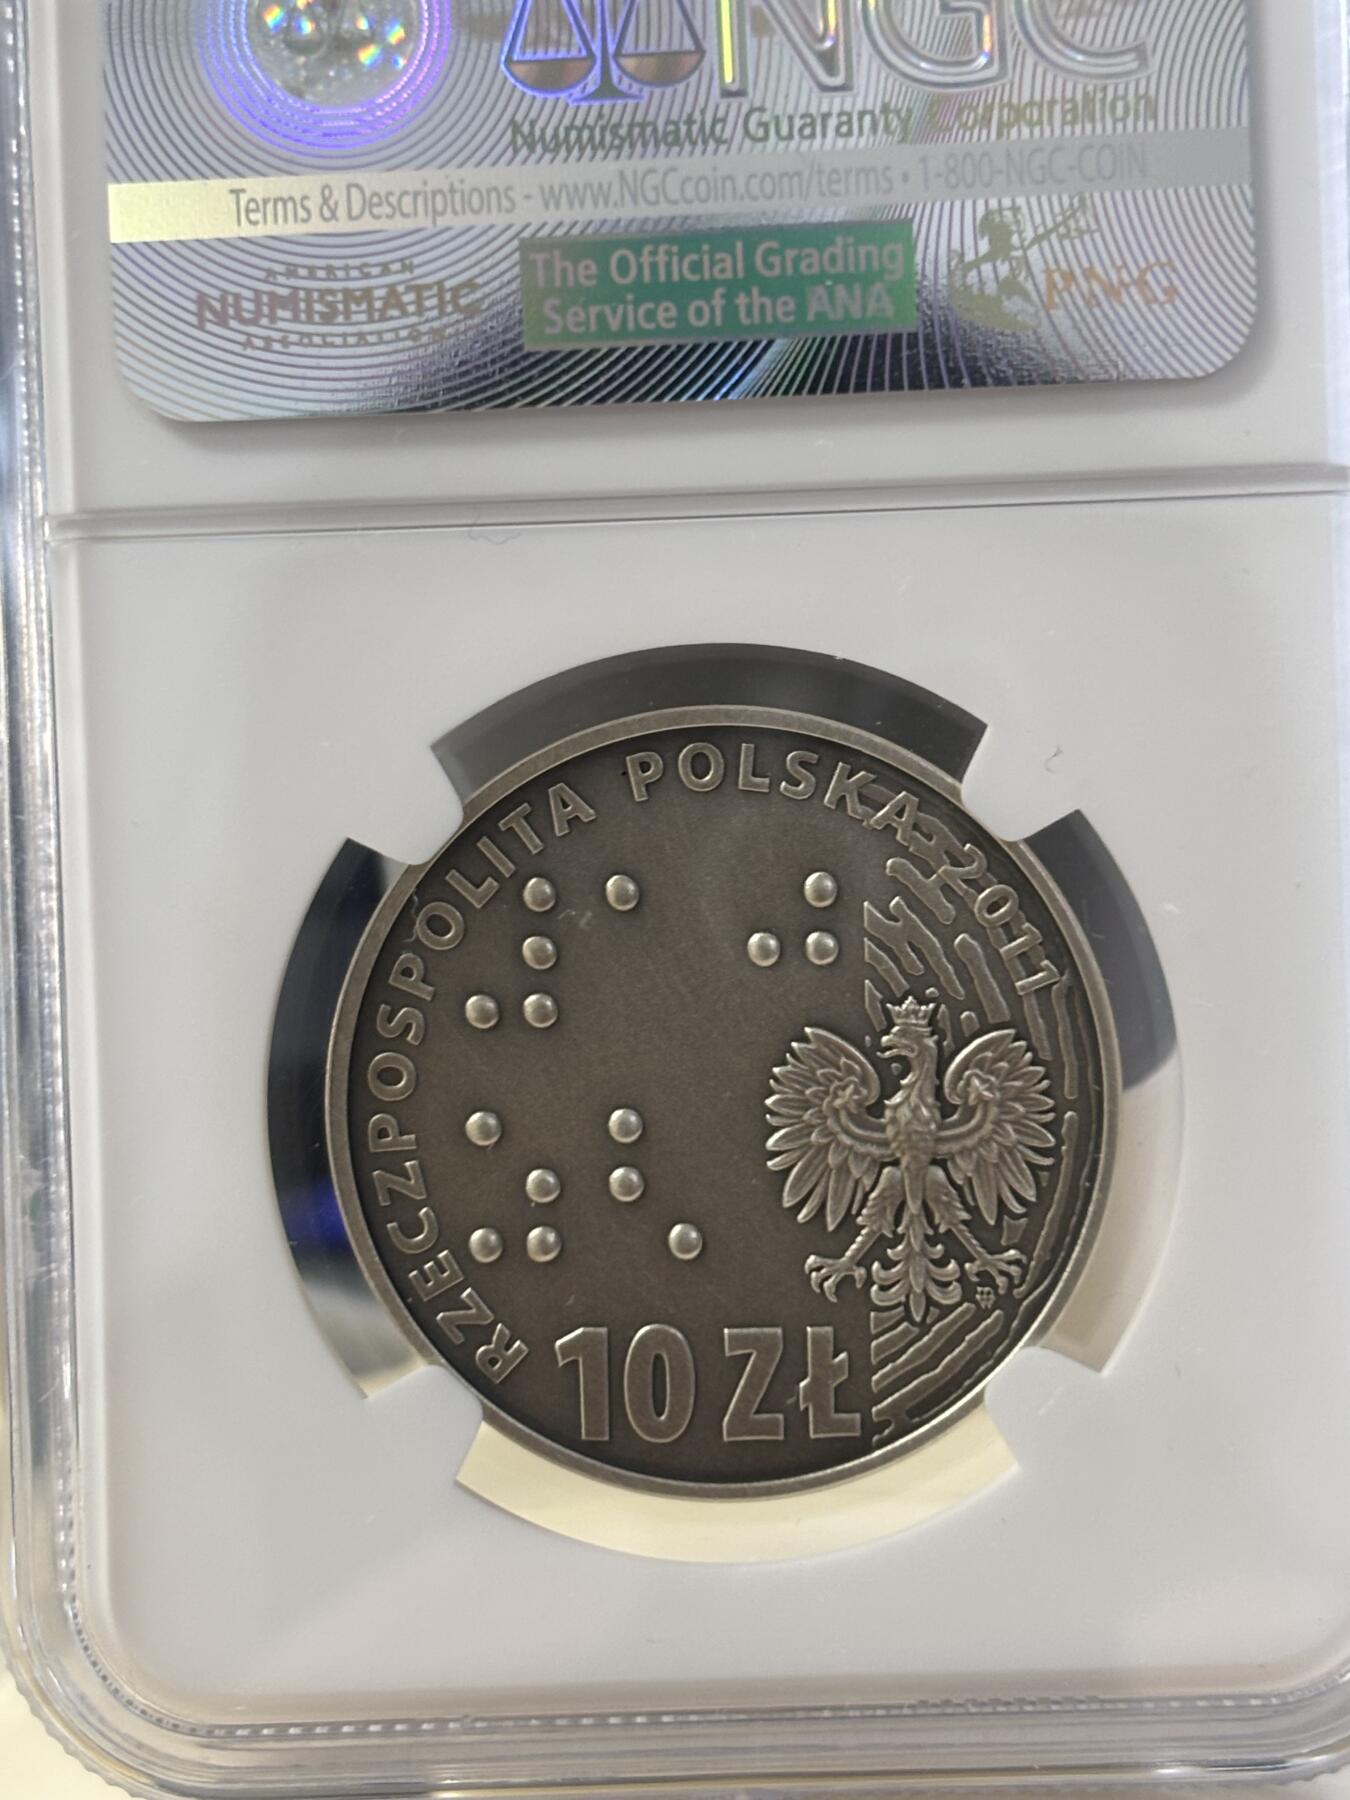 NGC
Numismatic Guaranty Corporation
Terms & Descriptions - www.NGCcoin.com/terms • 1-800-NGC-COIN
AMERICAN
NUMISMATIC
ASSOCIATION
The Official Grading
Service of the ANA
PNG
RZECZPOSPOLITA POLSKA 2011
⠼⠁⠚
⠵⠣
10 ZŁ